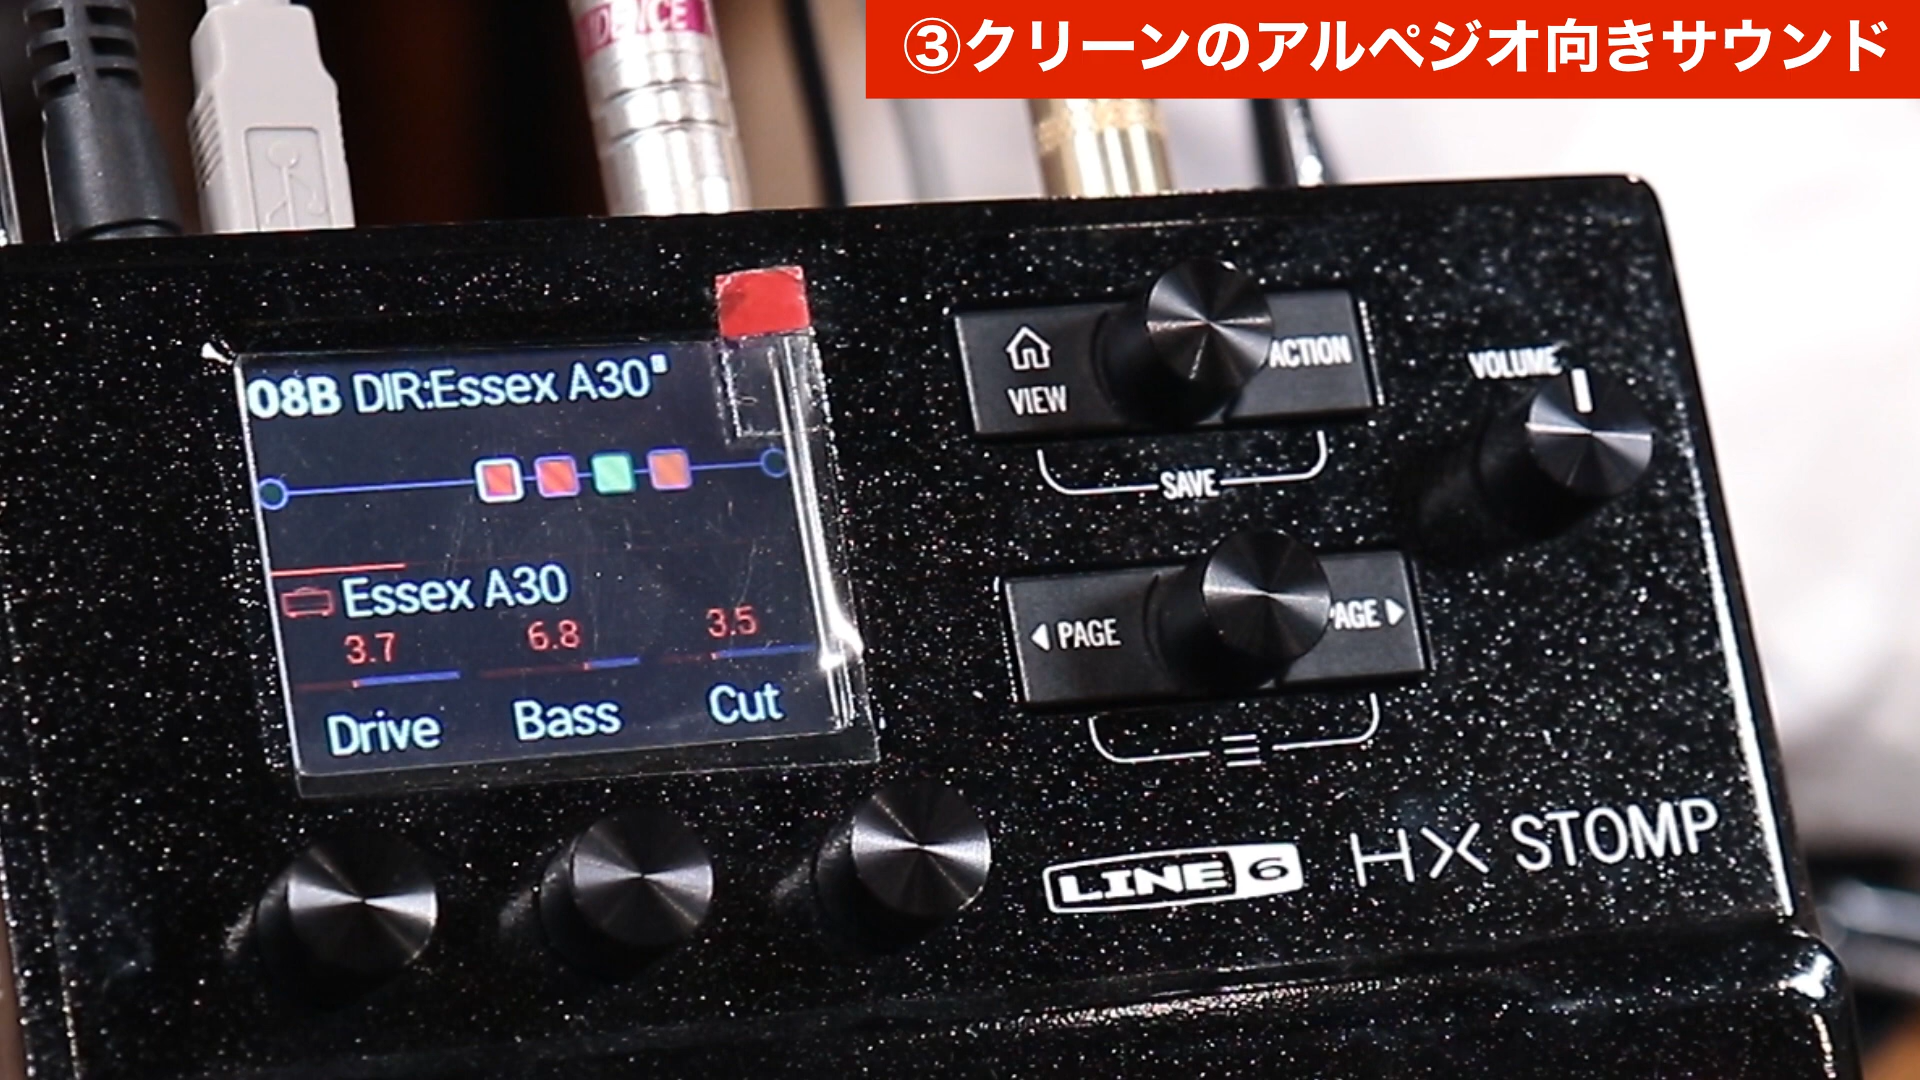 ③クリーンのアルペジオ向きサウンド
08B DIR:Essex A30
Essex A30
3.7 6.8 3.5
Drive Bass Cut
VIEW
ACTION
SAVE
VOLUME
PAGE
LINE 6 HX STOMP